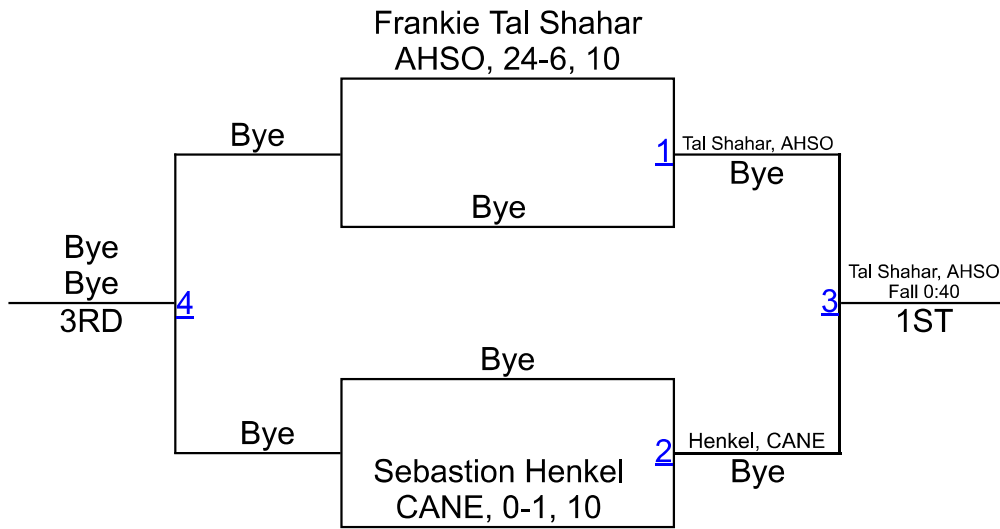 Frankie Tal Shahar
AHSO, 24-6, 10
Bye
1
Tal Shahar, AHSO
Bye
Bye
Bye
Bye
4
3RD
Tal Shahar, AHSO
Fall 0:40
3
1ST
Bye
Bye
2
Henkel, CANE
Bye
Sebastion Henkel
CANE, 0-1, 10